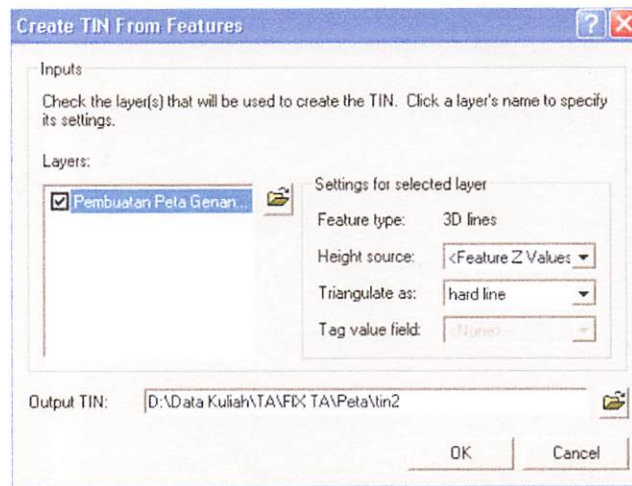 Create TIN From Features
Inputs
Check the layer(s) that will be used to create the TIN. Click a layer's name to specify
its settings.
Layers:
Pembuatan Peta Genan...
Settings for selected layer
Feature type: 3D lines
Height source: <Feature Z Values
Triangulate as: hard line
Tag value field: <None>
Output TIN: D:\Data Kuliah\TA\FIX TA\Peta\tin2
OK Cancel